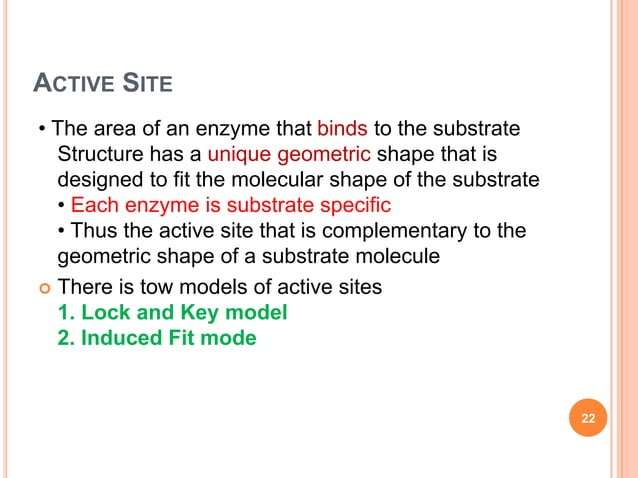 ACTIVE SITE
• The area of an enzyme that binds to the substrate
Structure has a unique geometric shape that is
designed to fit the molecular shape of the substrate
• Each enzyme is substrate specific
• Thus the active site that is complementary to the
geometric shape of a substrate molecule
There is tow models of active sites
1. Lock and Key model
2. Induced Fit mode
22